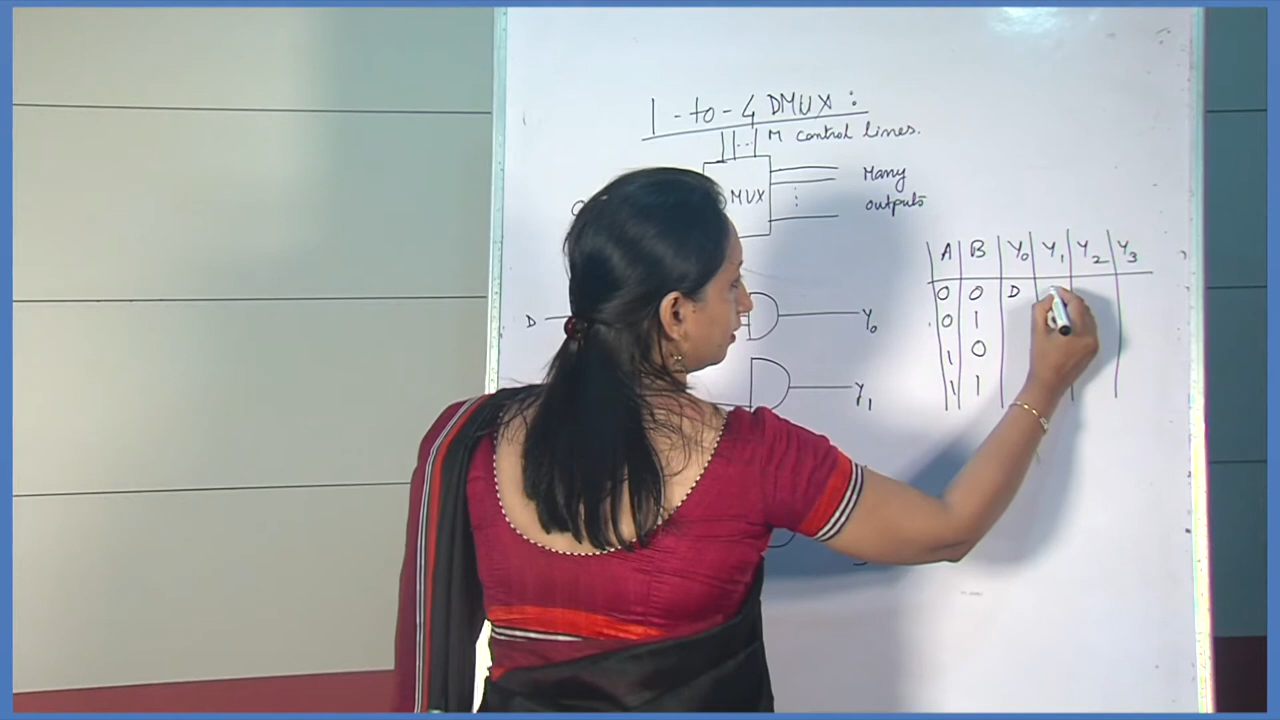 1-to-4 DMUX:
M control lines.
MUX
Many
outputs
A B Y₀ Y₁ Y₂ Y₃
0 0 D
0 1
1 0
1 1
D
Y₀
Y₁